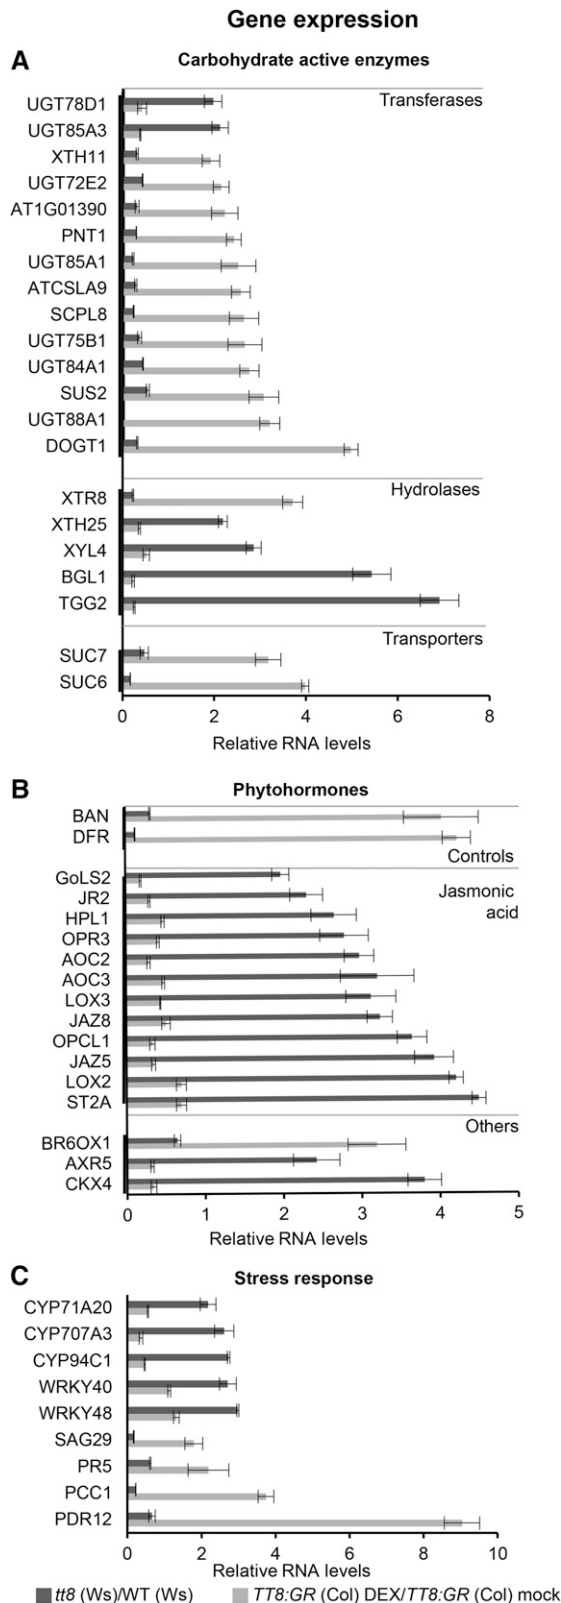 Gene expression
A
Carbohydrate active enzymes
Transferases
UGT78D1
UGT85A3
XTH11
UGT72E2
AT1G01390
PNT1
UGT85A1
ATCSLA9
SCPL8
UGT75B1
UGT84A1
SUS2
UGT88A1
DOGT1
Hydrolases
XTR8
XTH25
XYL4
BGL1
TGG2
Transporters
SUC7
SUC6
0 2 4 6 8
Relative RNA levels
B
Phytohormones
BAN
DFR
Controls
GoLS2
Jasmonic
acid
JR2
HPL1
OPR3
AOC2
AOC3
LOX3
JAZ8
OPCL1
JAZ5
LOX2
ST2A
Others
BR6OX1
AXR5
CKX4
0 1 2 3 4 5
Relative RNA levels
C
Stress response
CYP71A20
CYP707A3
CYP94C1
WRKY40
WRKY48
SAG29
PR5
PCC1
PDR12
0 2 4 6 8 10
Relative RNA levels
tt8 (Ws)/WT (Ws) TT8:GR (Col) DEX/TT8:GR (Col) mock